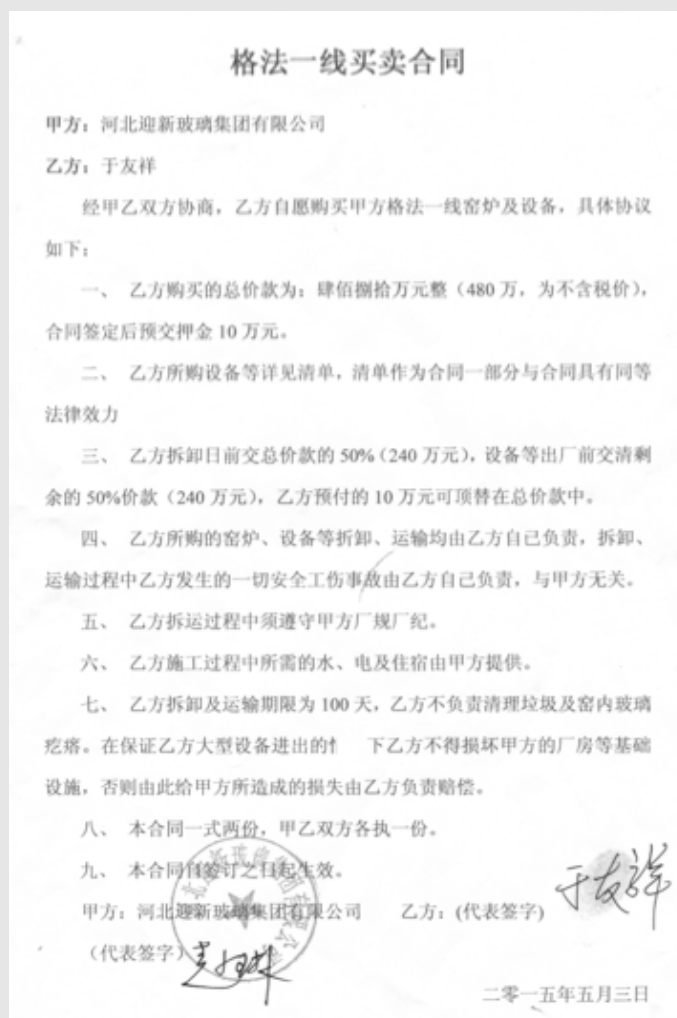 格法一线买卖合同
甲方：河北迎新玻璃集团有限公司
乙方：于友祥
经甲乙双方协商，乙方自愿购买甲方格法一线窑炉及设备，具体协议
如下：
一、 乙方购买的总价款为：肆佰捌拾万元整（480万，为不含税价），
合同签定后预交押金10万元。
二、 乙方所购设备等详见清单，清单作为合同一部分与合同具有同等
法律效力
三、 乙方拆卸日前交总价款的50%（240万元），设备等出厂前交清剩
余的50%价款（240万元），乙方预付的10万元可顶替在总价款中。
四、 乙方所购的窑炉、设备等折卸、运输均由乙方自已负责，拆卸、
运输过程中乙方发生的一切安全工伤事故由乙方自己负责，与甲方无关。
五、 乙方拆运过程中须遵守甲方厂规厂纪。
六、 乙方施工过程中所需的水、电及住宿由甲方提供。
七、 乙方拆卸及运输期限为100天，乙方不负责清理垃圾及窑内玻璃
疙瘩。在保证乙方大型设备进出的 下乙方不得损坏甲方的厂房等基础
设施，否则由此给甲方所造成的损失由乙方负责赔偿。
八、 本合同一式两份，甲乙双方各执一份。
九、 本合同自签订之日起生效。
甲方：河北迎新玻璃集团有限公司 乙方：(代表签字) 于友祥
（代表签字）
二零一五年五月三日